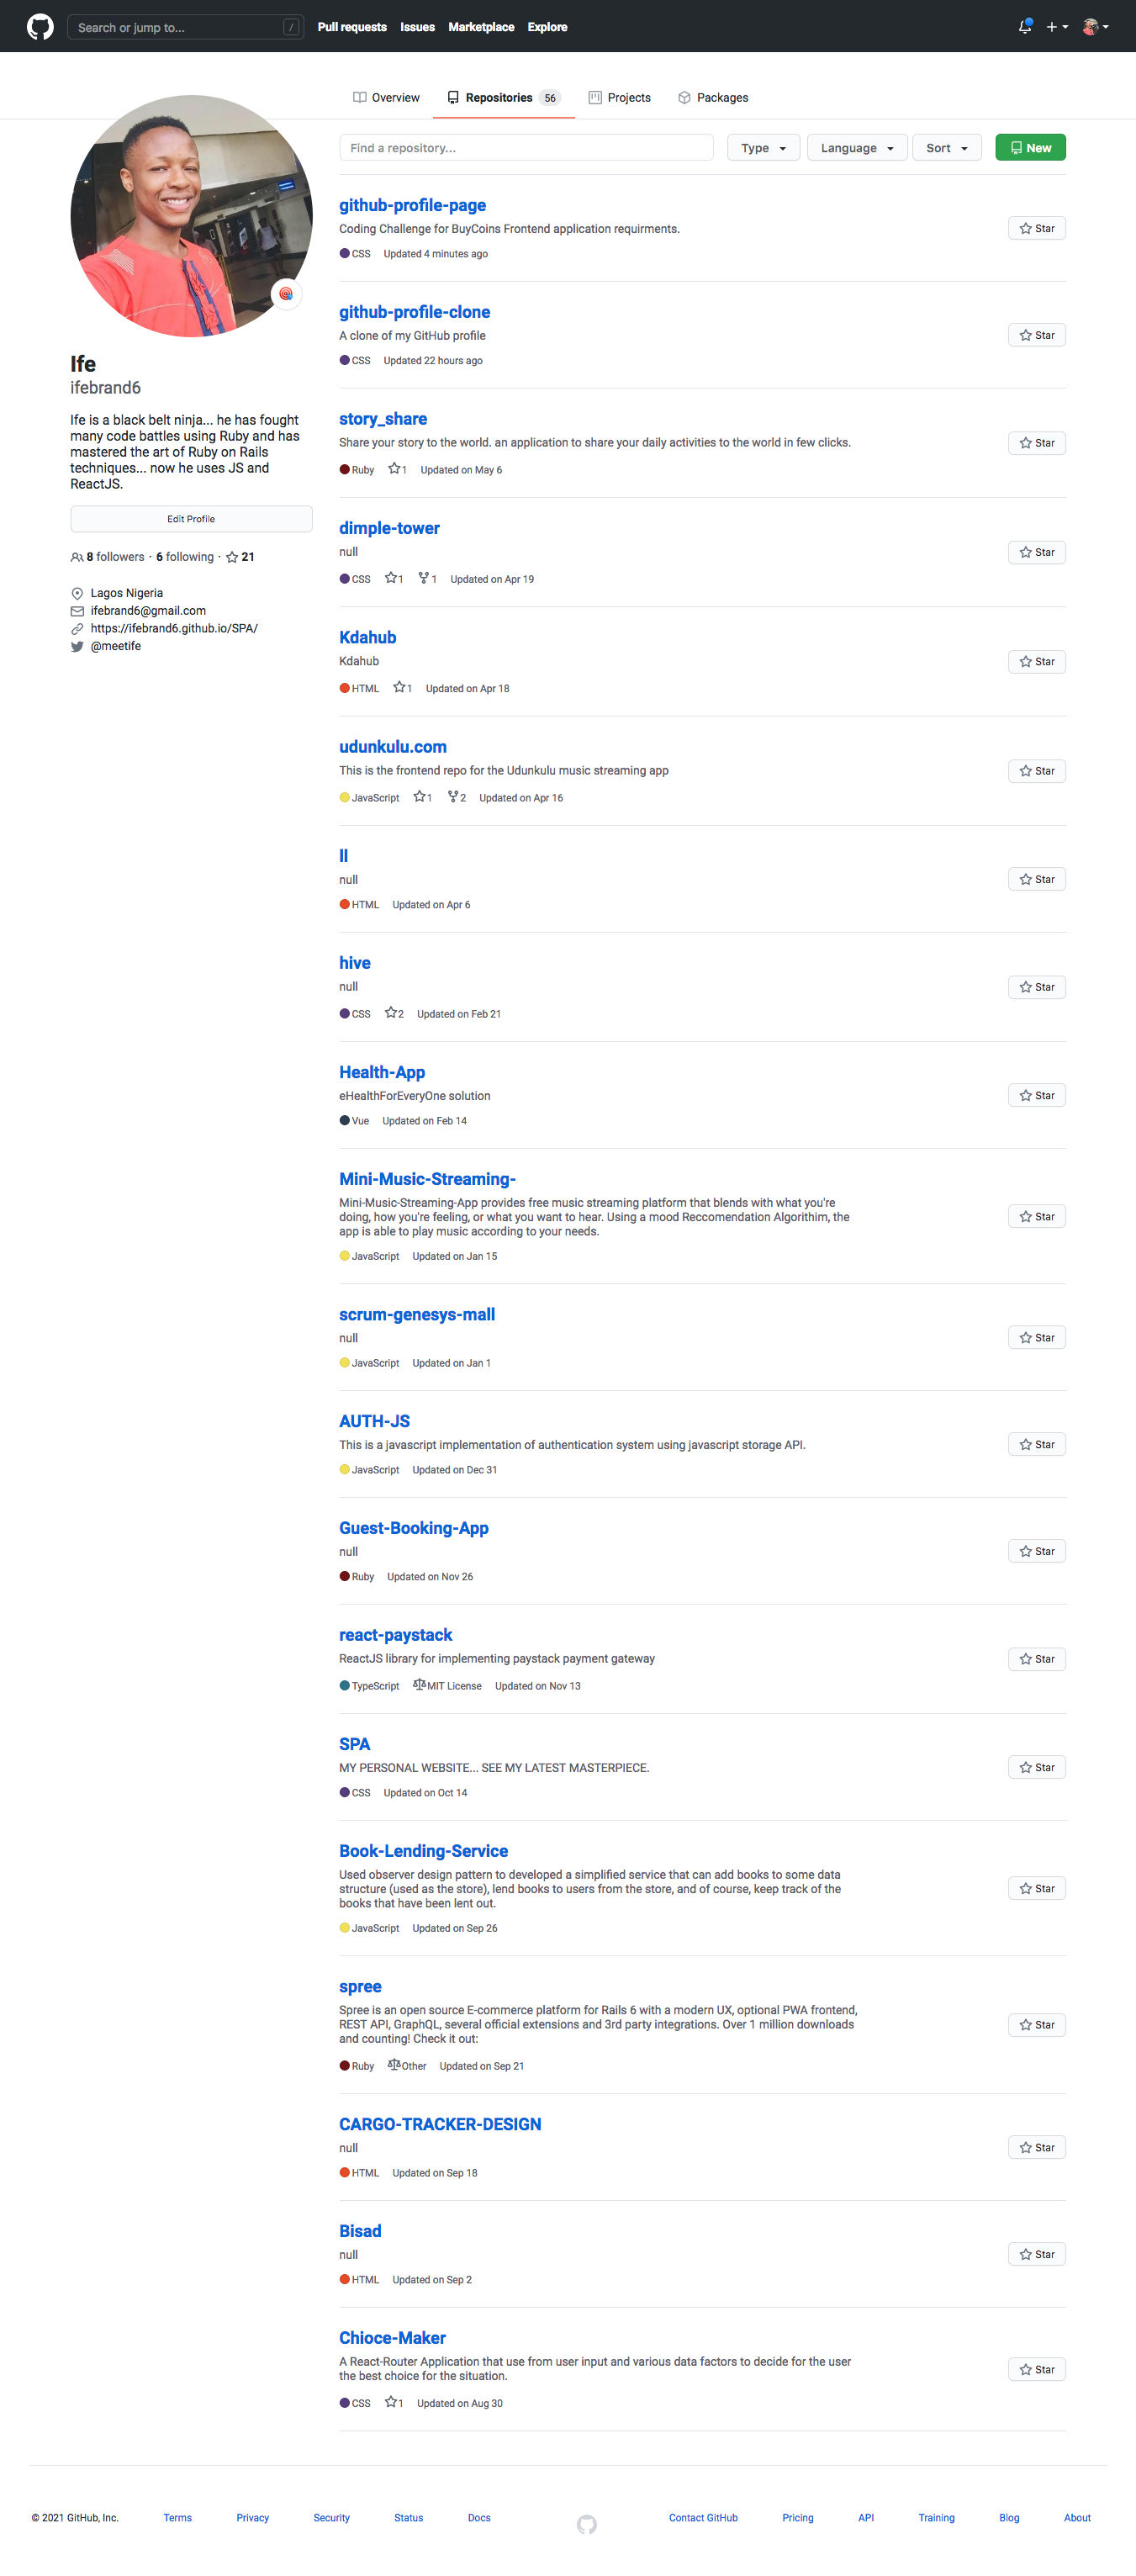 Search or jump to... / Pull requests Issues Marketplace Explore
Overview Repositories 56 Projects Packages
Find a repository... Type Language Sort New
Ife
ifebrand6
Ife is a black belt ninja... he has fought
many code battles using Ruby and has
mastered the art of Ruby on Rails
techniques... now he uses JS and
ReactJS.
Edit Profile
8 followers · 6 following · 21
Lagos Nigeria
ifebrand6@gmail.com
https://ifebrand6.github.io/SPA/
@meetife
github-profile-page
Coding Challenge for BuyCoins Frontend application requirments.
Star
CSS Updated 4 minutes ago
github-profile-clone
A clone of my GitHub profile
Star
CSS Updated 22 hours ago
story_share
Share your story to the world. an application to share your daily activities to the world in few clicks.
Star
Ruby 1 Updated on May 6
dimple-tower
null
Star
CSS 1 1 Updated on Apr 19
Kdahub
Kdahub
Star
HTML 1 Updated on Apr 18
udunkulu.com
This is the frontend repo for the Udunkulu music streaming app
Star
JavaScript 1 2 Updated on Apr 16
ll
null
Star
HTML Updated on Apr 6
hive
null
Star
CSS 2 Updated on Feb 21
Health-App
eHealthForEveryOne solution
Star
Vue Updated on Feb 14
Mini-Music-Streaming-
Mini-Music-Streaming-App provides free music streaming platform that blends with what you're
doing, how you're feeling, or what you want to hear. Using a mood Reccomendation Algorithim, the
app is able to play music according to your needs.
Star
JavaScript Updated on Jan 15
scrum-genesys-mall
null
Star
JavaScript Updated on Jan 1
AUTH-JS
This is a javascript implementation of authentication system using javascript storage API.
Star
JavaScript Updated on Dec 31
Guest-Booking-App
null
Star
Ruby Updated on Nov 26
react-paystack
ReactJS library for implementing paystack payment gateway
Star
TypeScript MIT License Updated on Nov 13
SPA
MY PERSONAL WEBSITE... SEE MY LATEST MASTERPIECE.
Star
CSS Updated on Oct 14
Book-Lending-Service
Used observer design pattern to developed a simplified service that can add books to some data
structure (used as the store), lend books to users from the store, and of course, keep track of the
books that have been lent out.
Star
JavaScript Updated on Sep 26
spree
Spree is an open source E-commerce platform for Rails 6 with a modern UX, optional PWA frontend,
REST API, GraphQL, several official extensions and 3rd party integrations. Over 1 million downloads
and counting! Check it out:
Star
Ruby Other Updated on Sep 21
CARGO-TRACKER-DESIGN
null
Star
HTML Updated on Sep 18
Bisad
null
Star
HTML Updated on Sep 2
Chioce-Maker
A React-Router Application that use from user input and various data factors to decide for the user
the best choice for the situation.
Star
CSS 1 Updated on Aug 30
© 2021 GitHub, Inc. Terms Privacy Security Status Docs Contact GitHub Pricing API Training Blog About